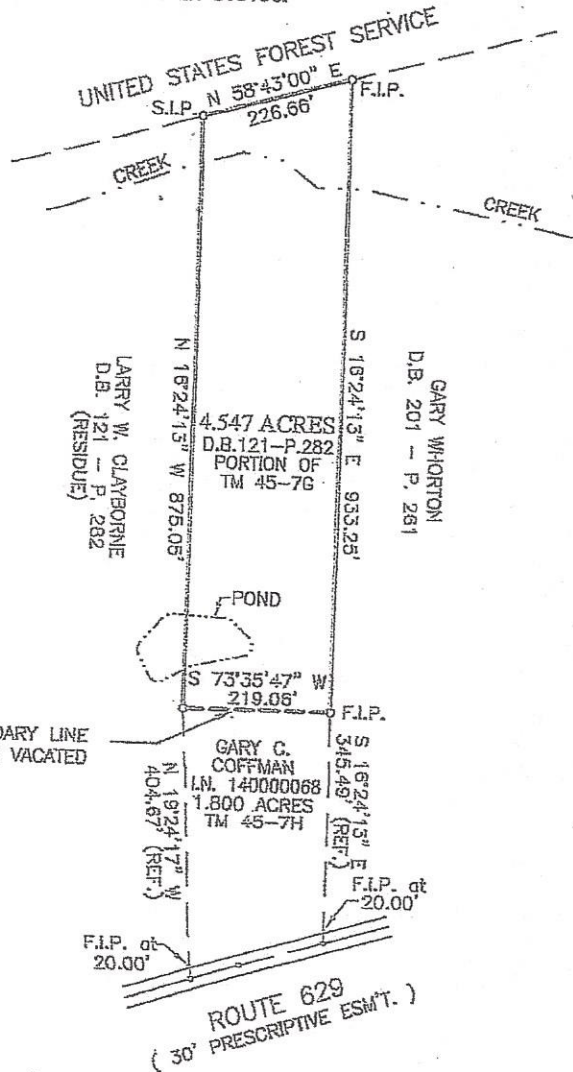 UNITED STATES FOREST SERVICE
S.I.P.
N 58°43'00" E
226.66'
F.I.P.
CREEK
CREEK
N 16°24'13" W 875.05'
S 16°24'13" E 933.25'
LARRY W. CLAYBORNE
D.B. 121 – P. 282
(RESIDUE)
4.547 ACRES
D.B.121–P.282
PORTION OF
TM 45–7G
GARY WHORTON
D.B. 201 – P. 261
POND
S 73°35'47" W
219.06'
F.I.P.
DARY LINE
VACATED
GARY C.
COFFMAN
I.N. 140000068
1.800 ACRES
TM 45–7H
N 19°24'17" W
404.67' (REF.)
S 16°24'13" E
345.49' (REF.)
F.I.P. at
20.00'
F.I.P. at
20.00'
ROUTE 629
( 30' PRESCRIPTIVE ESM'T. )